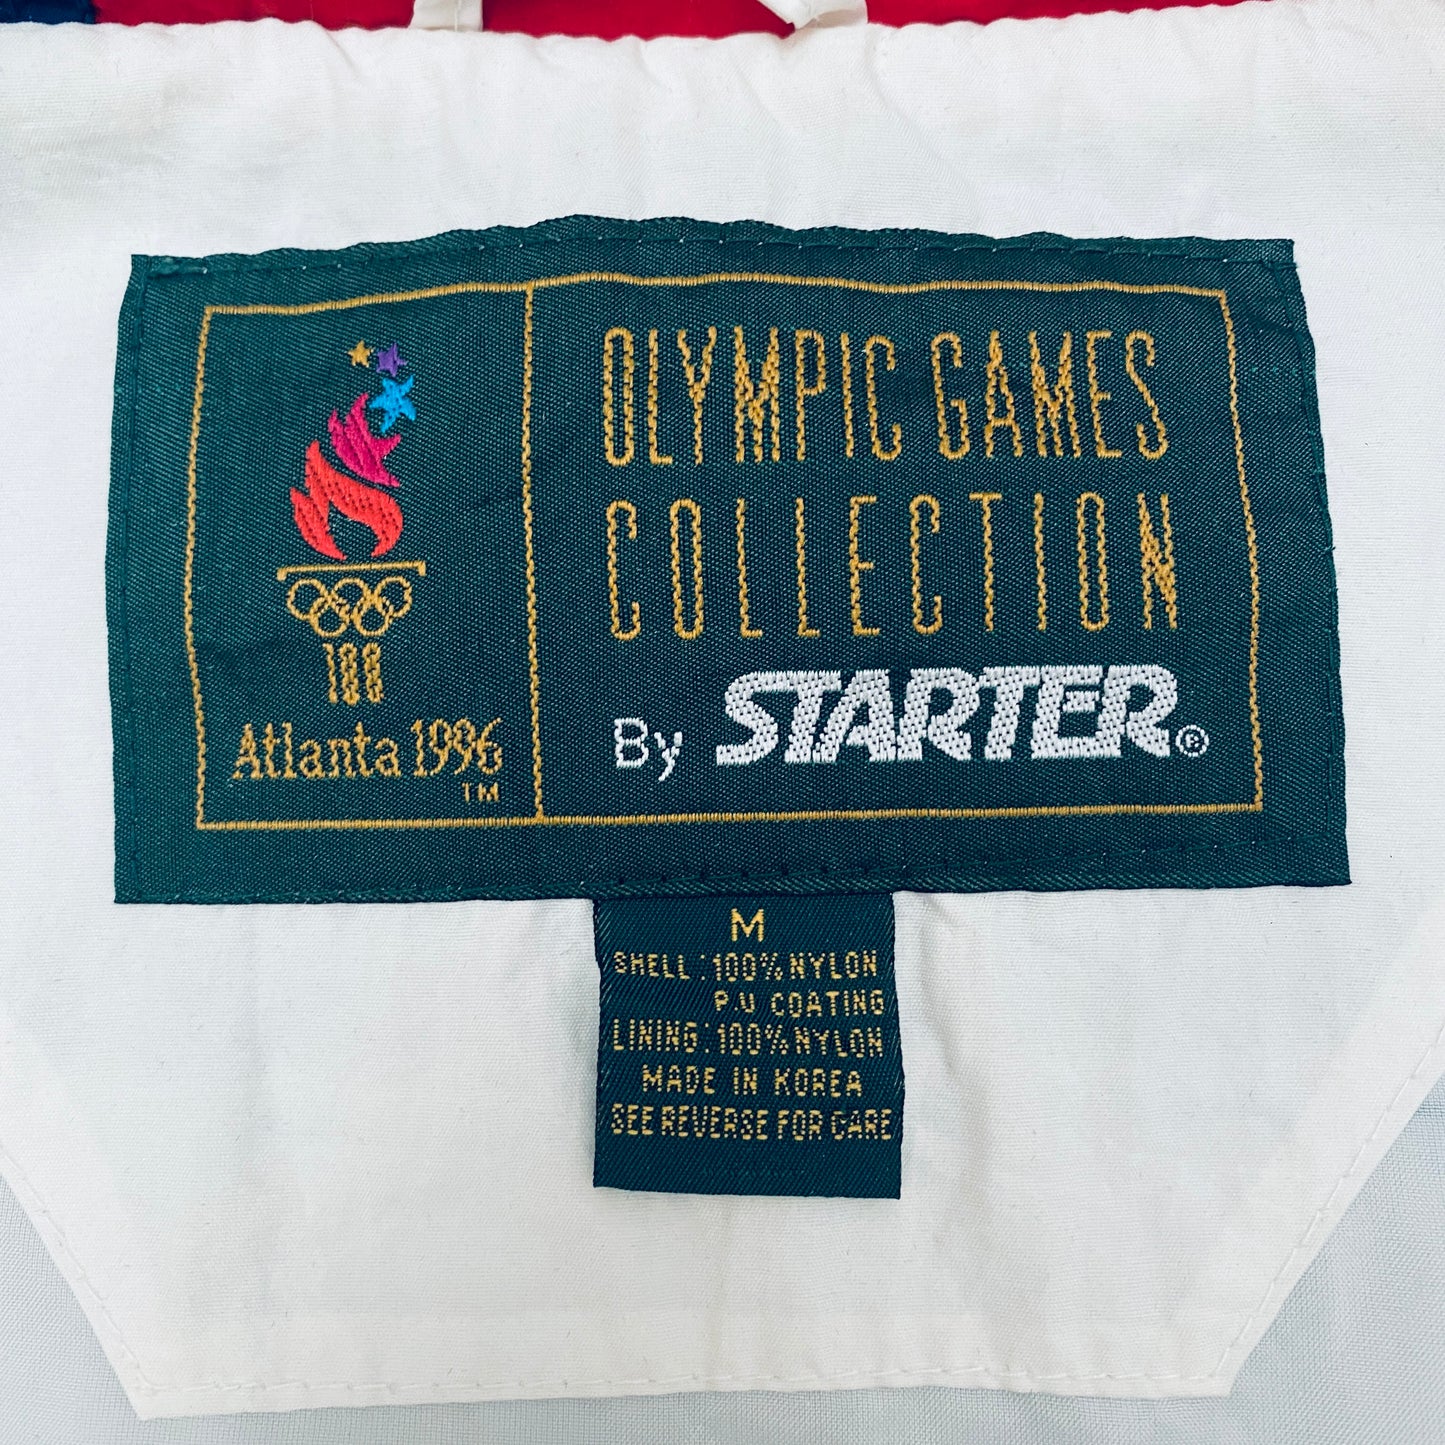 100
Atlanta 1996
TM
OLYMPIC GAMES
COLLECTION
By STARTER®
M
SHELL : 100% NYLON
P.U COATING
LINING : 100% NYLON
MADE IN KOREA
SEE REVERSE FOR CARE